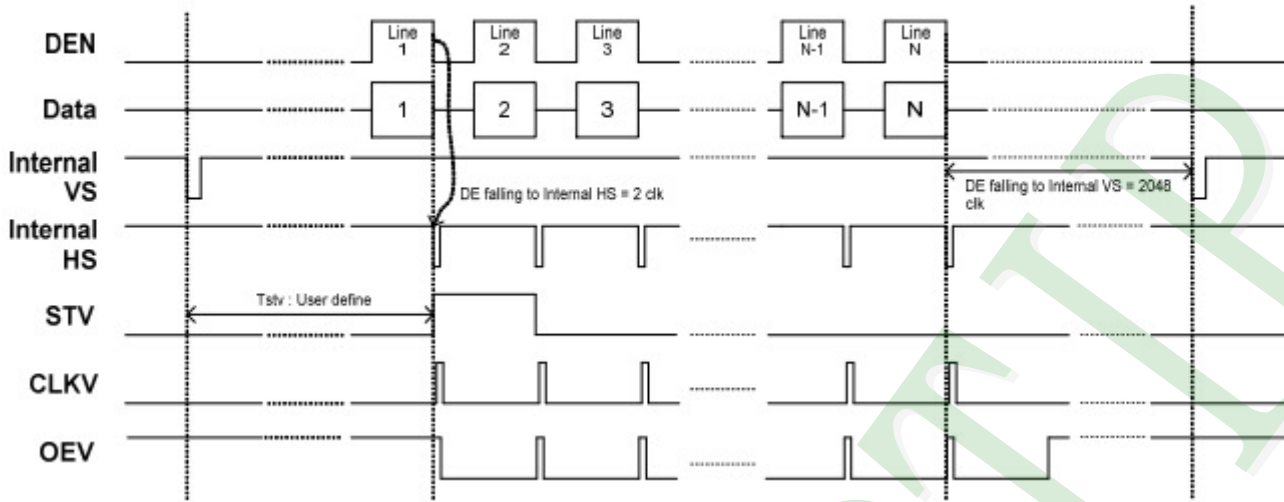 DEN
Line 1
Line 2
Line 3
Line N-1
Line N
Data
1
2
3
N-1
N
Internal VS
DE falling to Internal HS = 2 clk
DE falling to Internal VS = 2048
clk
Internal HS
Tstv : User define
STV
CLKV
OEV
TIP